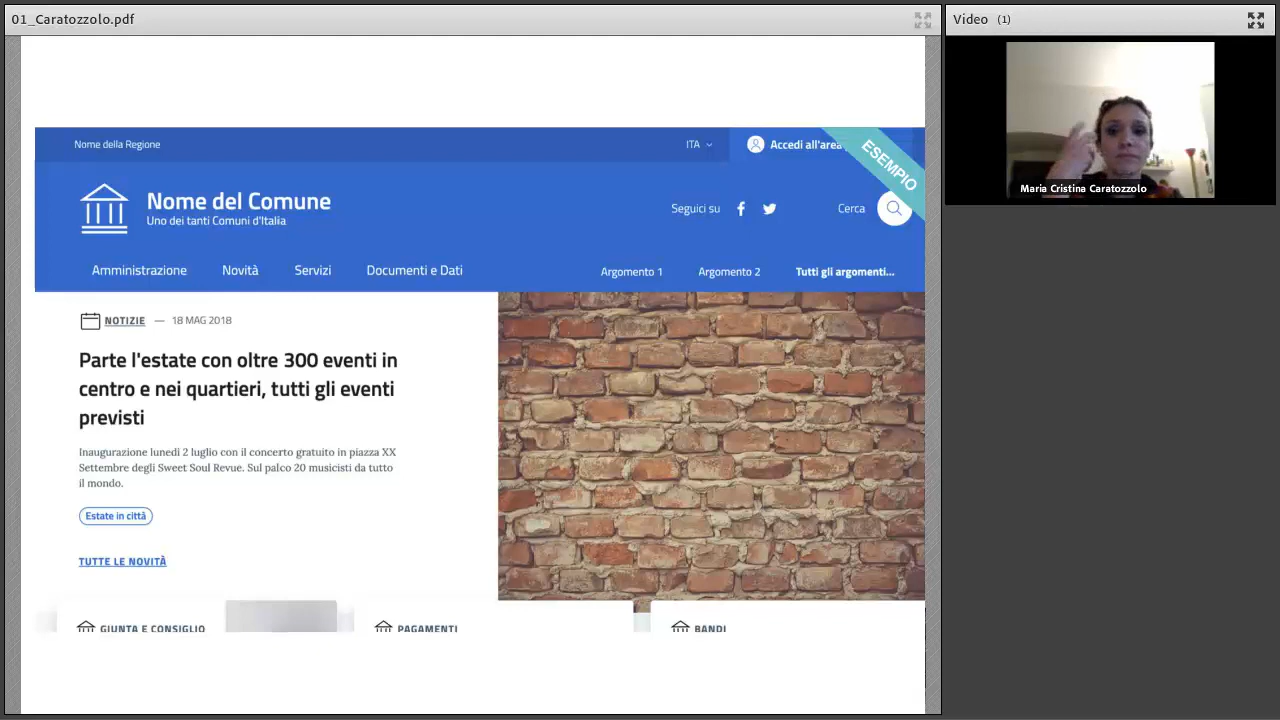 01_Caratozzolo.pdf
Video (1)
Maria Cristina Caratozzolo
Nome della Regione
ITA
Accedi all'area
ESEMPIO
Nome del Comune
Uno dei tanti Comuni d'Italia
Seguici su
Cerca
Amministrazione Novità Servizi Documenti e Dati
Argomento 1 Argomento 2 Tutti gli argomenti...
NOTIZIE — 18 MAG 2018
Parte l'estate con oltre 300 eventi in
centro e nei quartieri, tutti gli eventi
previsti
Inaugurazione lunedì 2 luglio con il concerto gratuito in piazza XX
Settembre degli Sweet Soul Revue. Sul palco 20 musicisti da tutto
il mondo.
Estate in città
TUTTE LE NOVITÀ
GIUNTA E CONSIGLIO
PAGAMENTI
BANDI